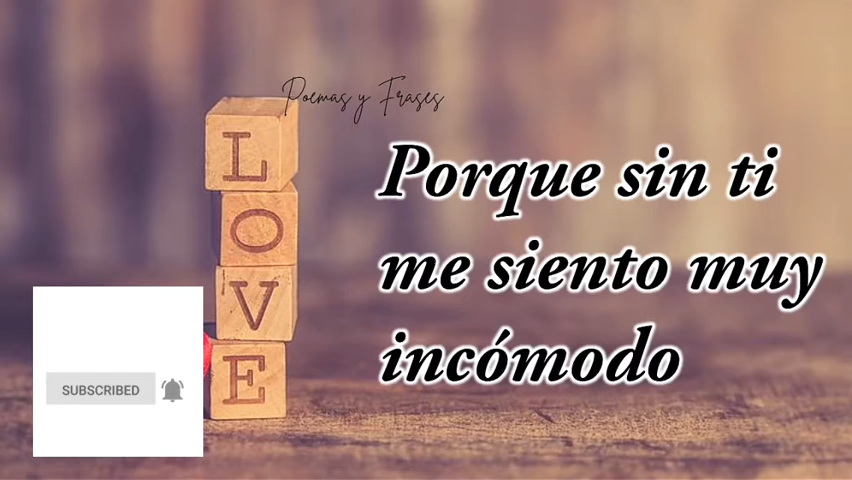 Poemas y Frases
L
O
V
E
Porque sin ti
me siento muy
incómodo
SUBSCRIBED